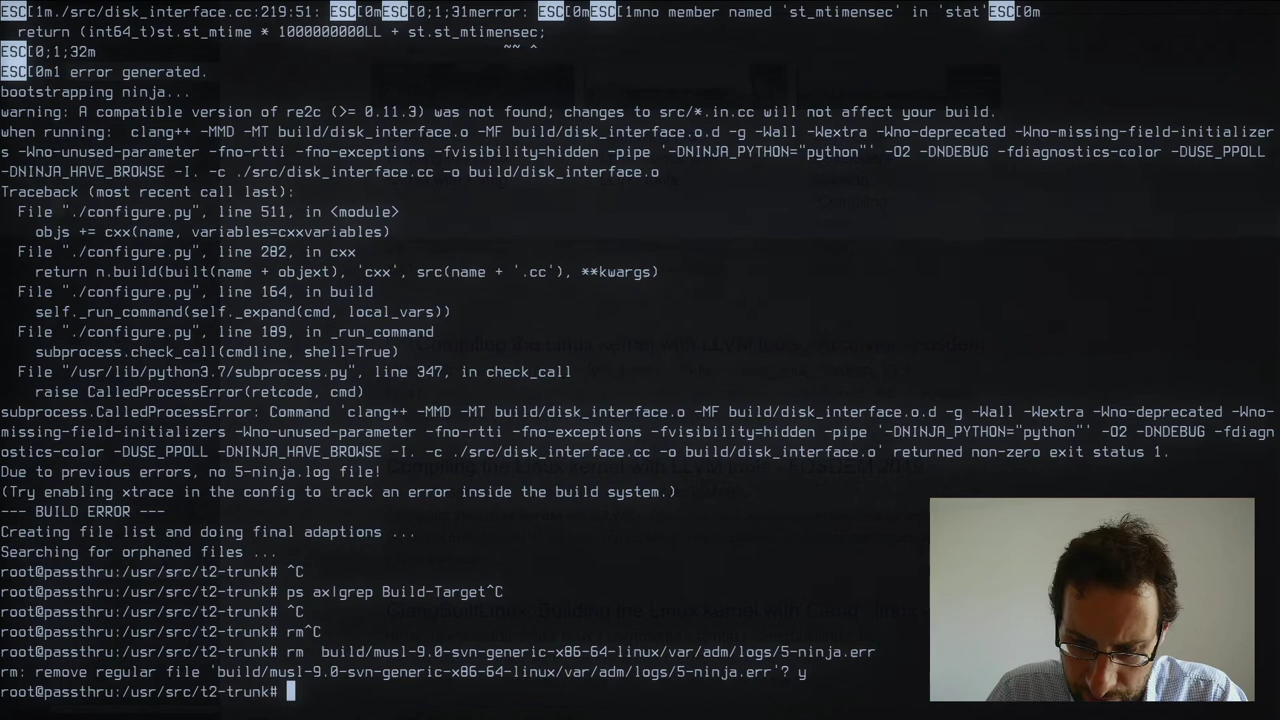 ESC[1m./src/disk_interface.cc:219:51: ESC[0mESC[0;1;31merror: ESC[0mESC[1mno member named 'st_mtimensec' in 'stat'ESC[0m
  return (int64_t)st.st_mtime * 1000000000LL + st.st_mtimensec;
ESC[0;1;32m                                               ~~ ^
ESC[0m1 error generated.
bootstrapping ninja...
warning: A compatible version of re2c (>= 0.11.3) was not found; changes to src/*.in.cc will not affect your build.
when running:  clang++ -MMD -MT build/disk_interface.o -MF build/disk_interface.o.d -g -Wall -Wextra -Wno-deprecated -Wno-missing-field-initializer
s -Wno-unused-parameter -fno-rtti -fno-exceptions -fvisibility=hidden -pipe '-DNINJA_PYTHON="python"' -O2 -DNDEBUG -fdiagnostics-color -DUSE_PPOLL
-DNINJA_HAVE_BROWSE -I. -c ./src/disk_interface.cc -o build/disk_interface.o
Traceback (most recent call last):
  File "./configure.py", line 511, in <module>
    objs += cxx(name, variables=cxxvariables)
  File "./configure.py", line 282, in cxx
    return n.build(built(name + objext), 'cxx', src(name + '.cc'), **kwargs)
  File "./configure.py", line 164, in build
    self._run_command(self._expand(cmd, local_vars))
  File "./configure.py", line 189, in _run_command
    subprocess.check_call(cmdline, shell=True)
  File "/usr/lib/python3.7/subprocess.py", line 347, in check_call
    raise CalledProcessError(retcode, cmd)
subprocess.CalledProcessError: Command 'clang++ -MMD -MT build/disk_interface.o -MF build/disk_interface.o.d -g -Wall -Wextra -Wno-deprecated -Wno-
missing-field-initializers -Wno-unused-parameter -fno-rtti -fno-exceptions -fvisibility=hidden -pipe '-DNINJA_PYTHON="python"' -O2 -DNDEBUG -fdiagn
ostics-color -DUSE_PPOLL -DNINJA_HAVE_BROWSE -I. -c ./src/disk_interface.cc -o build/disk_interface.o' returned non-zero exit status 1.
Due to previous errors, no 5-ninja.log file!
(Try enabling xtrace in the config to track an error inside the build system.)
--- BUILD ERROR ---
Creating file list and doing final adaptions ...
Searching for orphaned files ...
root@passthru:/usr/src/t2-trunk# ^C
root@passthru:/usr/src/t2-trunk# ps ax|grep Build-Target^C
root@passthru:/usr/src/t2-trunk# ^C
root@passthru:/usr/src/t2-trunk# rm^C
root@passthru:/usr/src/t2-trunk# rm  build/musl-9.0-svn-generic-x86-64-linux/var/adm/logs/5-ninja.err
rm: remove regular file 'build/musl-9.0-svn-generic-x86-64-linux/var/adm/logs/5-ninja.err'? y
root@passthru:/usr/src/t2-trunk#